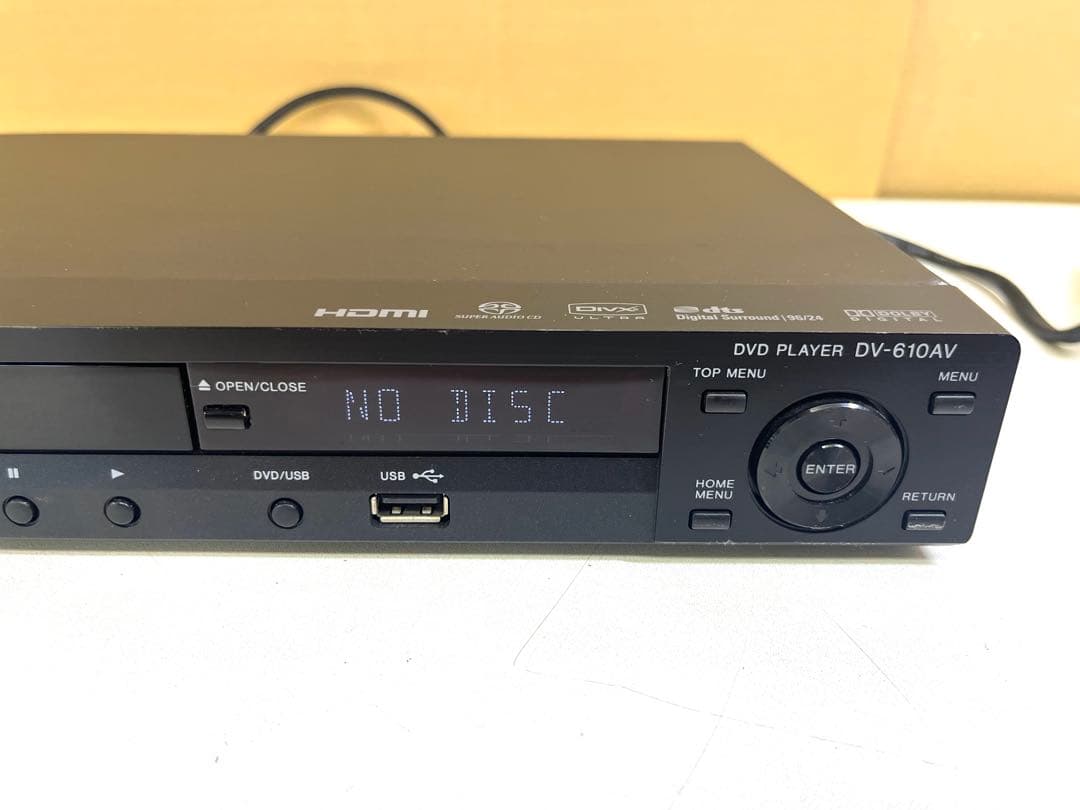 HDMI
SUPER AUDIO CD
DivX
ULTRA
dts
Digital Surround | 96/24
DOLBY
DIGITAL
DVD PLAYER DV-610AV
OPEN/CLOSE
NO DISC
TOP MENU
MENU
ENTER
HOME
MENU
RETURN
DVD/USB
USB